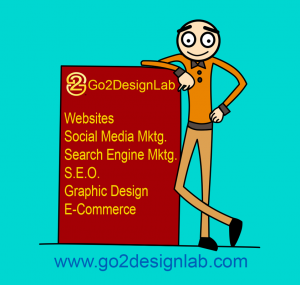 Go2DesignLab
Websites
Social Media Mktg.
Search Engine Mktg.
S.E.O.
Graphic Design
E-Commerce
www.go2designlab.com